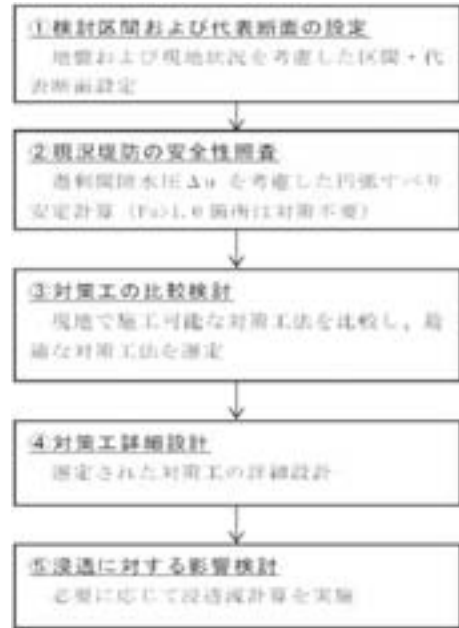 ①検討区間および代表断面の設定
地盤および現地状況を考慮した区間・代
表断面設定
②現況堤防の安全性照査
過剰間隙水圧Δuを考慮した円弧すべり
安定計算（Fs>1.0箇所は対策不要）
③対策工の比較検討
現地で施工可能な対策工法を比較し、最
適な対策工法を選定
④対策工詳細設計
選定された対策工の詳細設計
⑤浸透に対する影響検討
必要に応じて浸透流計算を実施